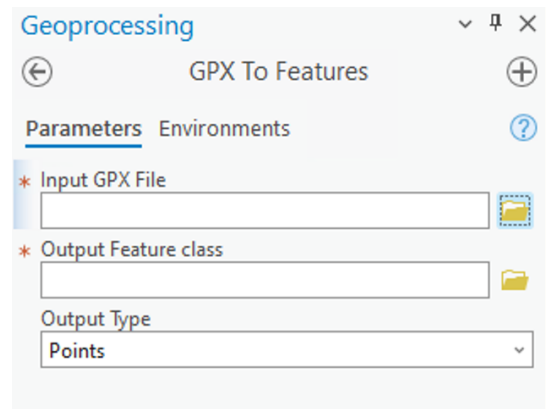 Geoprocessing
GPX To Features
Parameters Environments
* Input GPX File
* Output Feature class
Output Type
Points